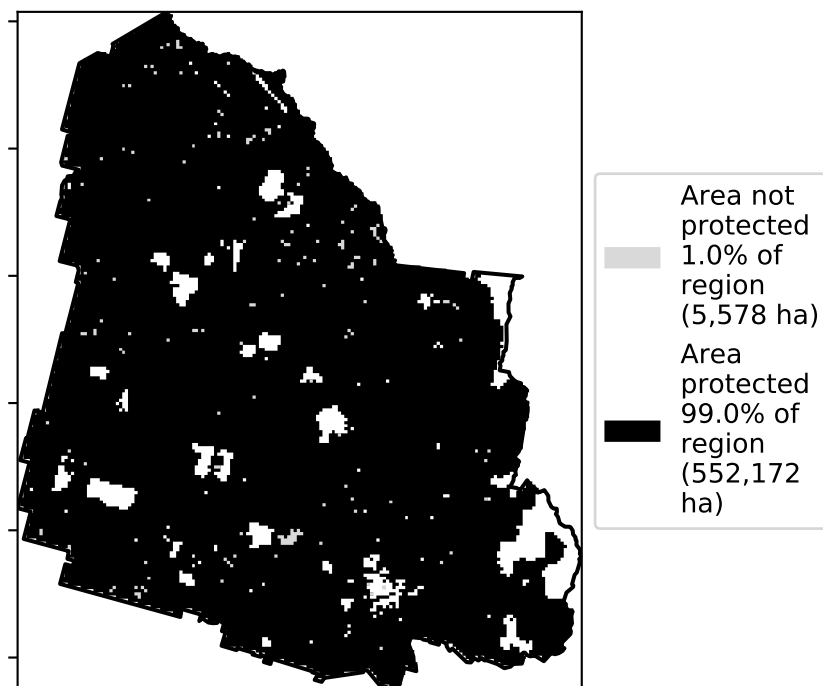 Area not
protected
1.0% of
region
(5,578 ha)
Area
protected
99.0% of
region
(552,172
ha)